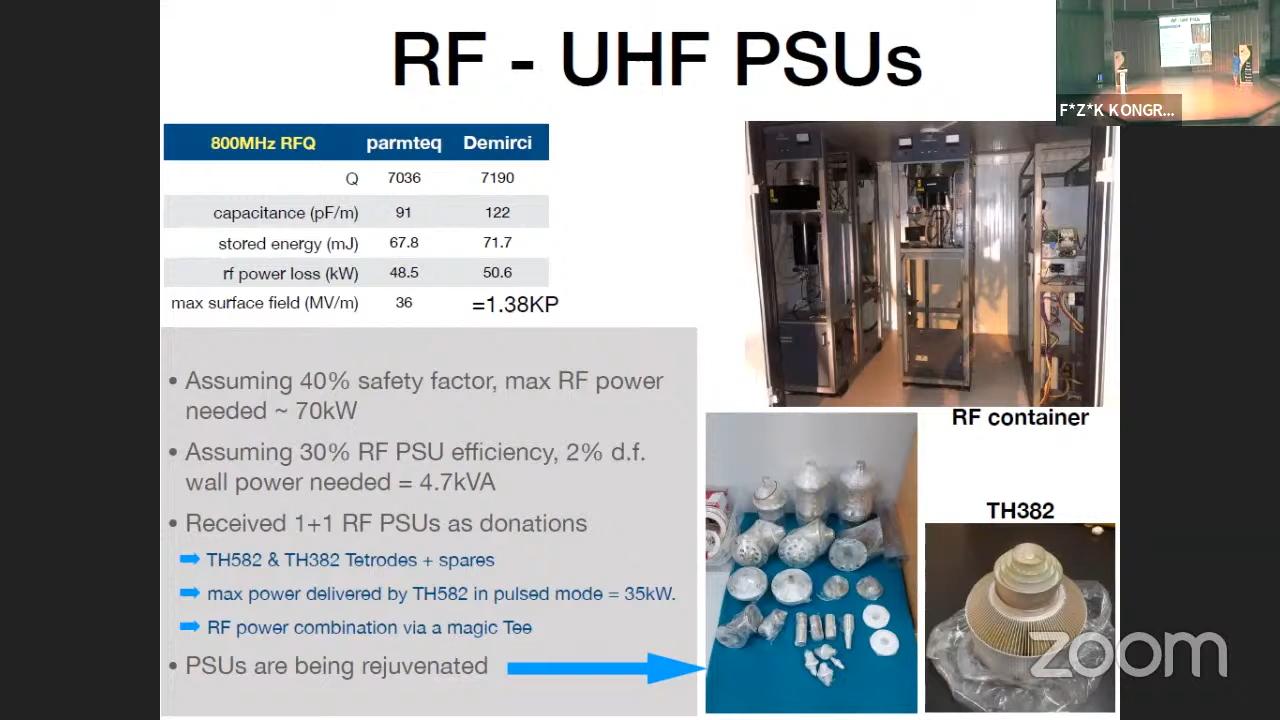 RF - UHF PSUs
F*Z*K KONGR...
800MHz RFQ parmteq Demirci
Q 7036 7190
capacitance (pF/m) 91 122
stored energy (mJ) 67.8 71.7
rf power loss (kW) 48.5 50.6
max surface field (MV/m) 36 =1.38KP
• Assuming 40% safety factor, max RF power
needed ~ 70kW
• Assuming 30% RF PSU efficiency, 2% d.f.
wall power needed = 4.7kVA
• Received 1+1 RF PSUs as donations
➡ TH582 & TH382 Tetrodes + spares
➡ max power delivered by TH582 in pulsed mode = 35kW.
➡ RF power combination via a magic Tee
• PSUs are being rejuvenated
RF container
TH382
zoom